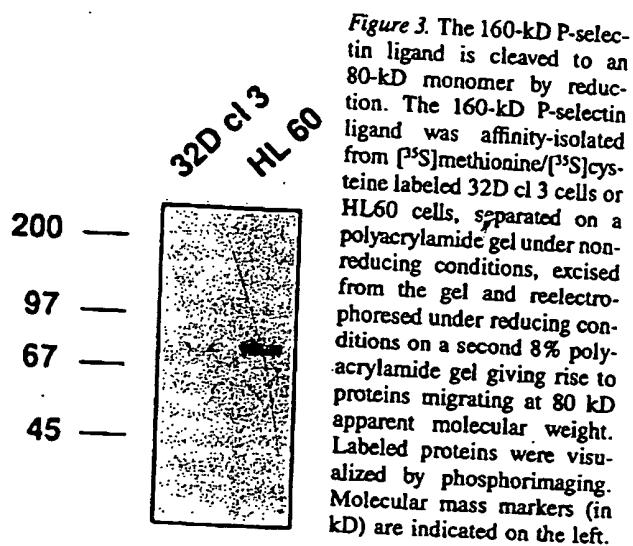 32D cl 3
HL 60
200
97
67
45
Figure 3. The 160-kD P-selec-
tin ligand is cleaved to an
80-kD monomer by reduc-
tion. The 160-kD P-selectin
ligand was affinity-isolated
from [³⁵S]methionine/[³⁵S]cys-
teine labeled 32D cl 3 cells or
HL60 cells, separated on a
polyacrylamide gel under non-
reducing conditions, excised
from the gel and reelectro-
phoresed under reducing con-
ditions on a second 8% poly-
acrylamide gel giving rise to
proteins migrating at 80 kD
apparent molecular weight.
Labeled proteins were visu-
alized by phosphorimaging.
Molecular mass markers (in
kD) are indicated on the left.